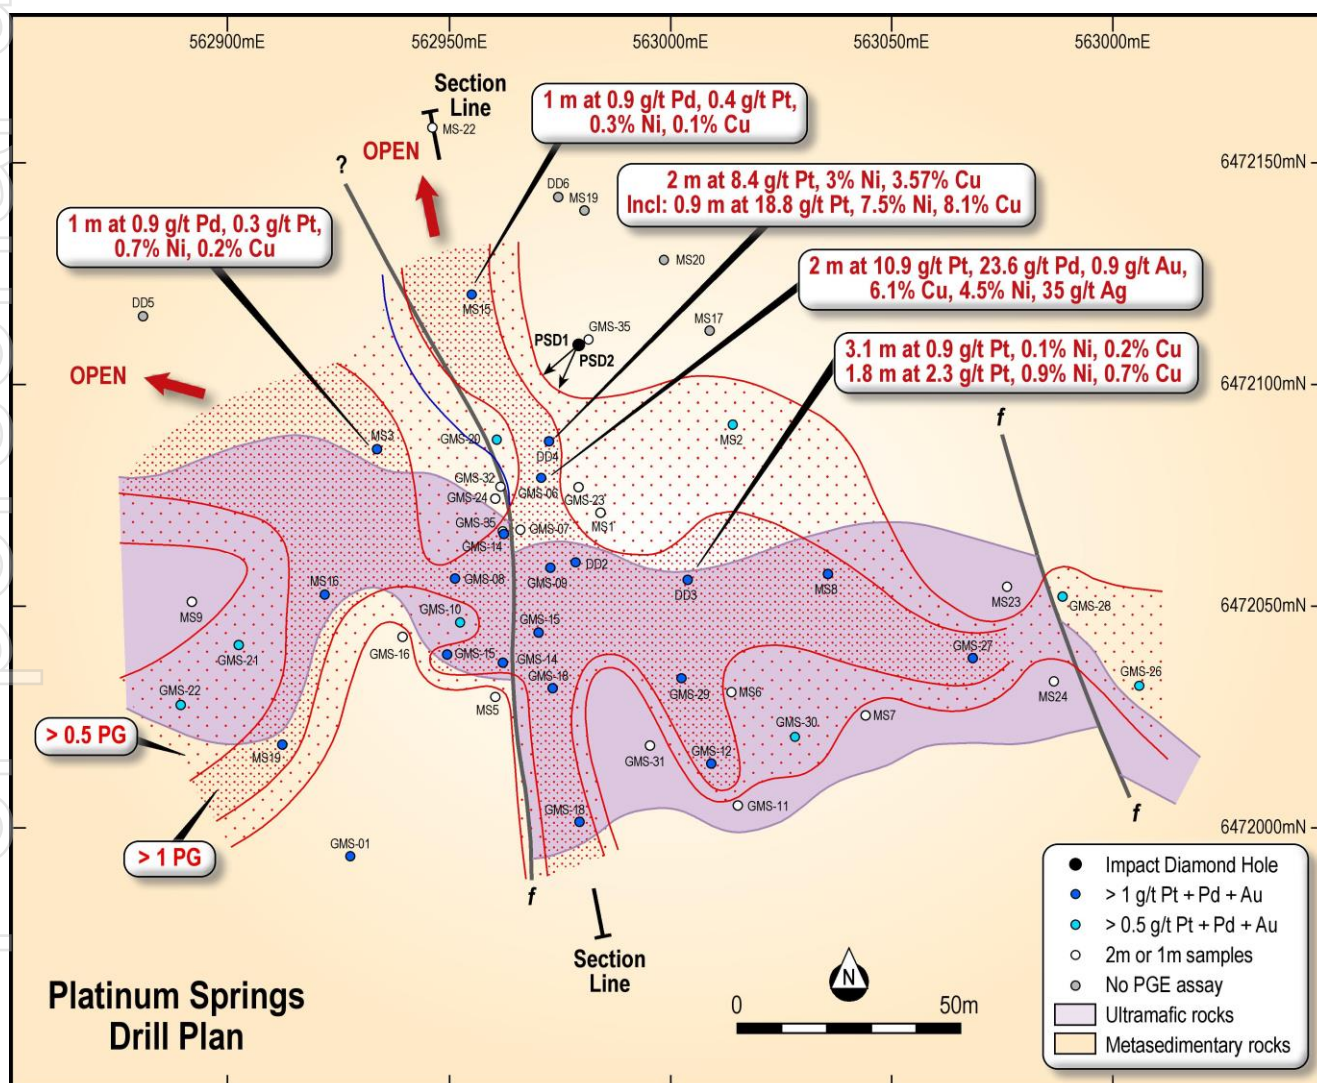 562900mE
562950mE
563000mE
563050mE
563000mE
Section
Line
MS-22
?
OPEN
1 m at 0.9 g/t Pd, 0.4 g/t Pt,
0.3% Ni, 0.1% Cu
6472150mN
2 m at 8.4 g/t Pt, 3% Ni, 3.57% Cu
Incl: 0.9 m at 18.8 g/t Pt, 7.5% Ni, 8.1% Cu
DD6
MS19
1 m at 0.9 g/t Pd, 0.3 g/t Pt,
0.7% Ni, 0.2% Cu
MS20
2 m at 10.9 g/t Pt, 23.6 g/t Pd, 0.9 g/t Au,
6.1% Cu, 4.5% Ni, 35 g/t Ag
DD5
MS15
MS17
GMS-35
PSD1
PSD2
3.1 m at 0.9 g/t Pt, 0.1% Ni, 0.2% Cu
1.8 m at 2.3 g/t Pt, 0.9% Ni, 0.7% Cu
OPEN
6472100mN
f
MS3
GMS-20
DD4
MS2
GMS-32
GMS-24
GMS-06
GMS-23
MS1
GMS-35
GMS-14
GMS-07
MS16
GMS-08
GMS-09
DD2
DD3
MS8
MS23
GMS-28
6472050mN
MS9
GMS-10
GMS-15
GMS-21
GMS-16
GMS-15
GMS-14
GMS-27
GMS-18
GMS-29
MS6
MS24
GMS-26
GMS-22
MS5
GMS-30
MS7
> 0.5 PG
MS19
GMS-31
GMS-12
GMS-11
f
GMS-18
6472000mN
> 1 PG
GMS-01
f
Section
Line
N
0
50m
Platinum Springs
Drill Plan
Impact Diamond Hole
> 1 g/t Pt + Pd + Au
> 0.5 g/t Pt + Pd + Au
2m or 1m samples
No PGE assay
Ultramafic rocks
Metasedimentary rocks